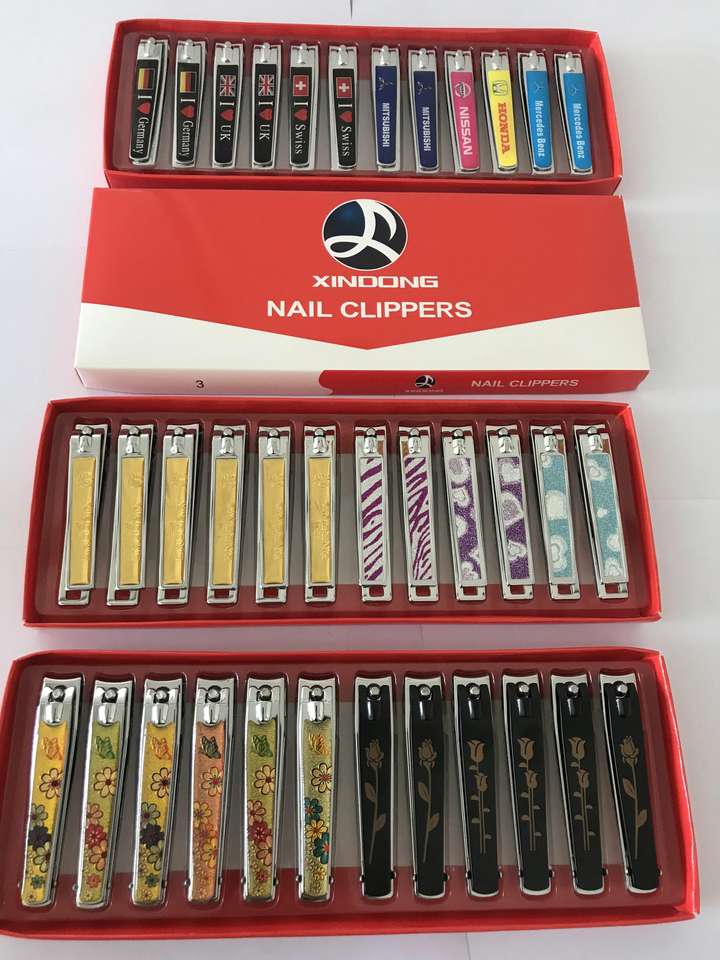 I ♥ Germany
I ♥ Germany
I ♥ UK
I ♥ UK
I ♥ Swiss
I ♥ Swiss
MITSUBISHI
MITSUBISHI
NISSAN
HONDA
Mercedes Benz
Mercedes Benz
XINDONG
NAIL CLIPPERS
3
XINDONG
NAIL CLIPPERS